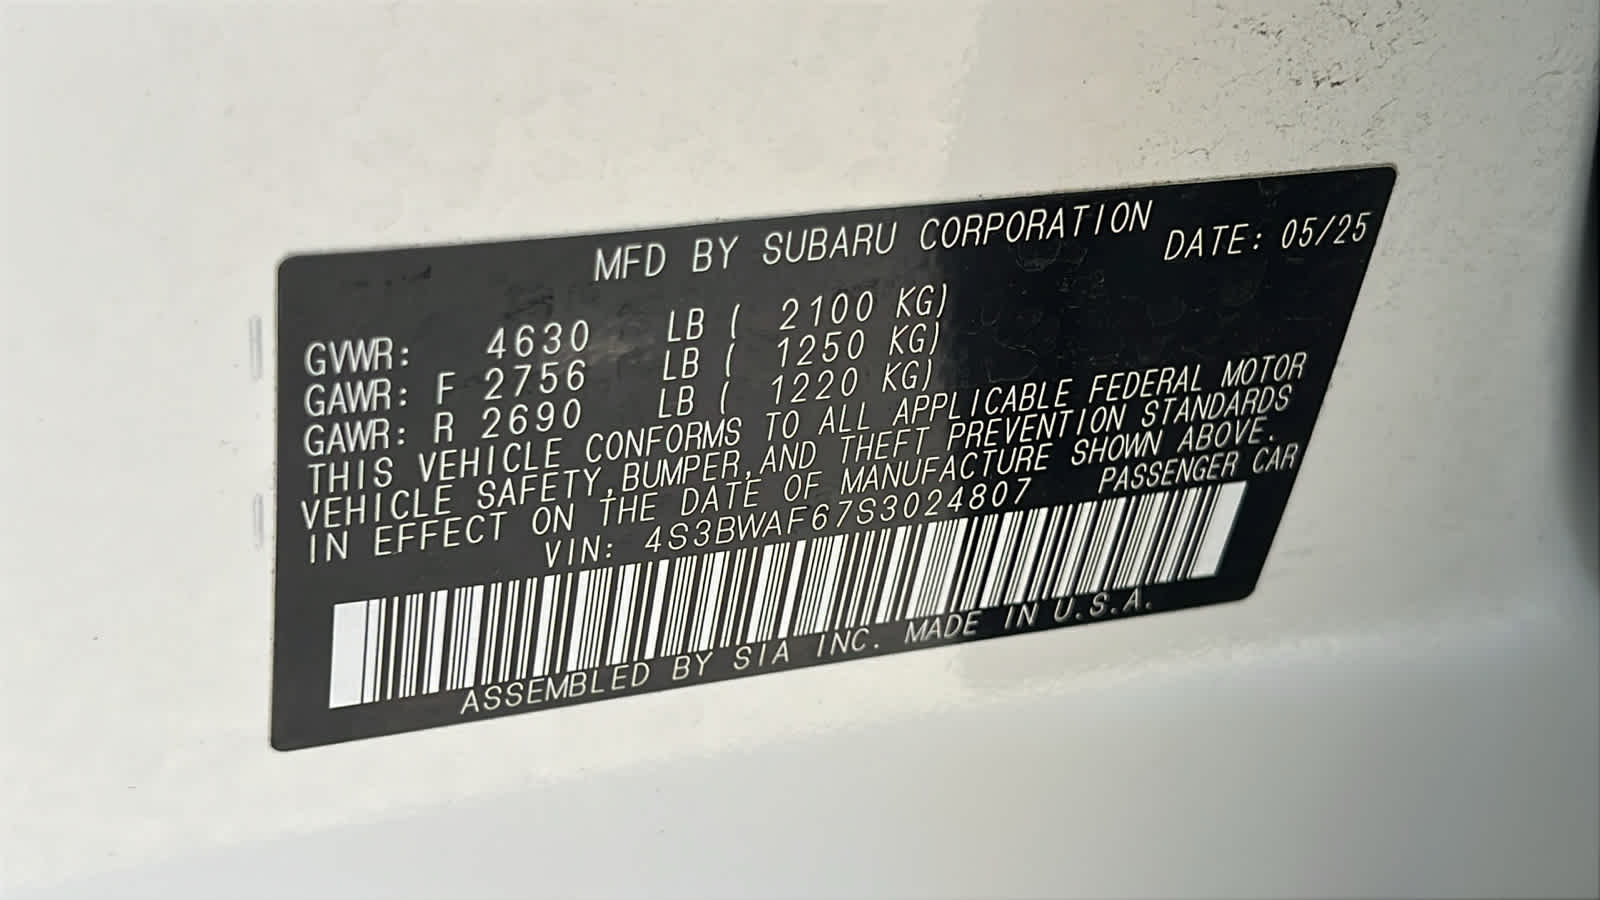 MFD BY SUBARU CORPORATION DATE: 05/25
GVWR: 4630 LB ( 2100 KG)
GAWR: F 2756 LB ( 1250 KG)
GAWR: R 2690 LB ( 1220 KG)
THIS VEHICLE CONFORMS TO ALL APPLICABLE FEDERAL MOTOR
VEHICLE SAFETY,BUMPER,AND THEFT PREVENTION STANDARDS
IN EFFECT ON THE DATE OF MANUFACTURE SHOWN ABOVE.
VIN: 4S3BWAF67S3024807 PASSENGER CAR
ASSEMBLED BY SIA INC. MADE IN U.S.A.